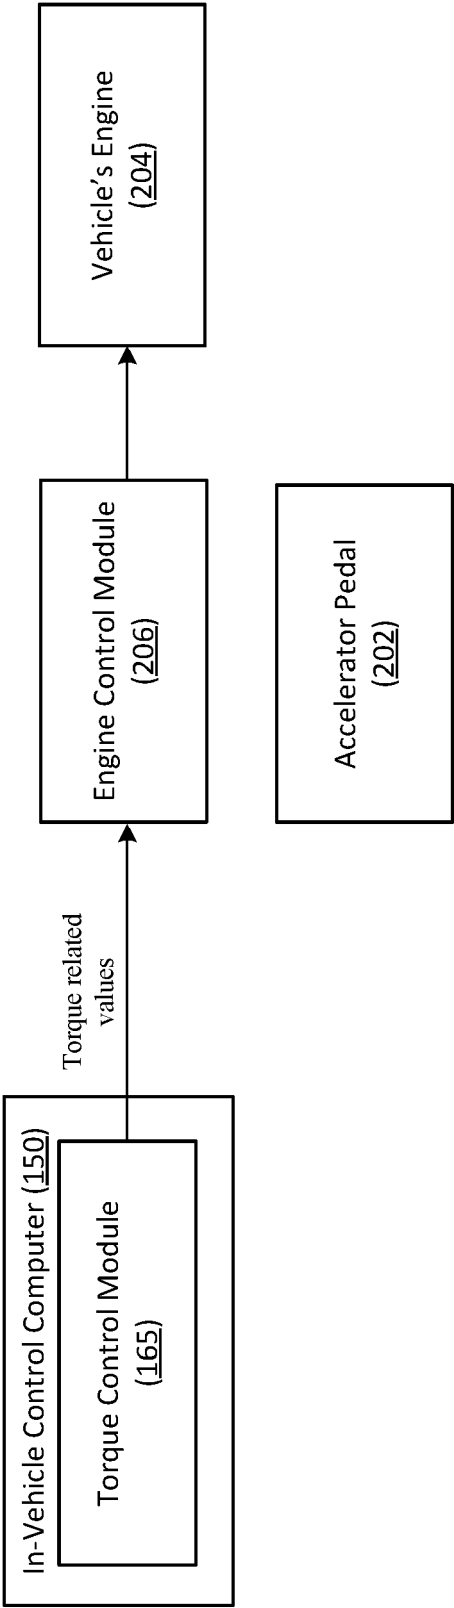 In-Vehicle Control Computer (150)
Torque Control Module
(165)
Torque related
values
Engine Control Module
(206)
Vehicle's Engine
(204)
Accelerator Pedal
(202)